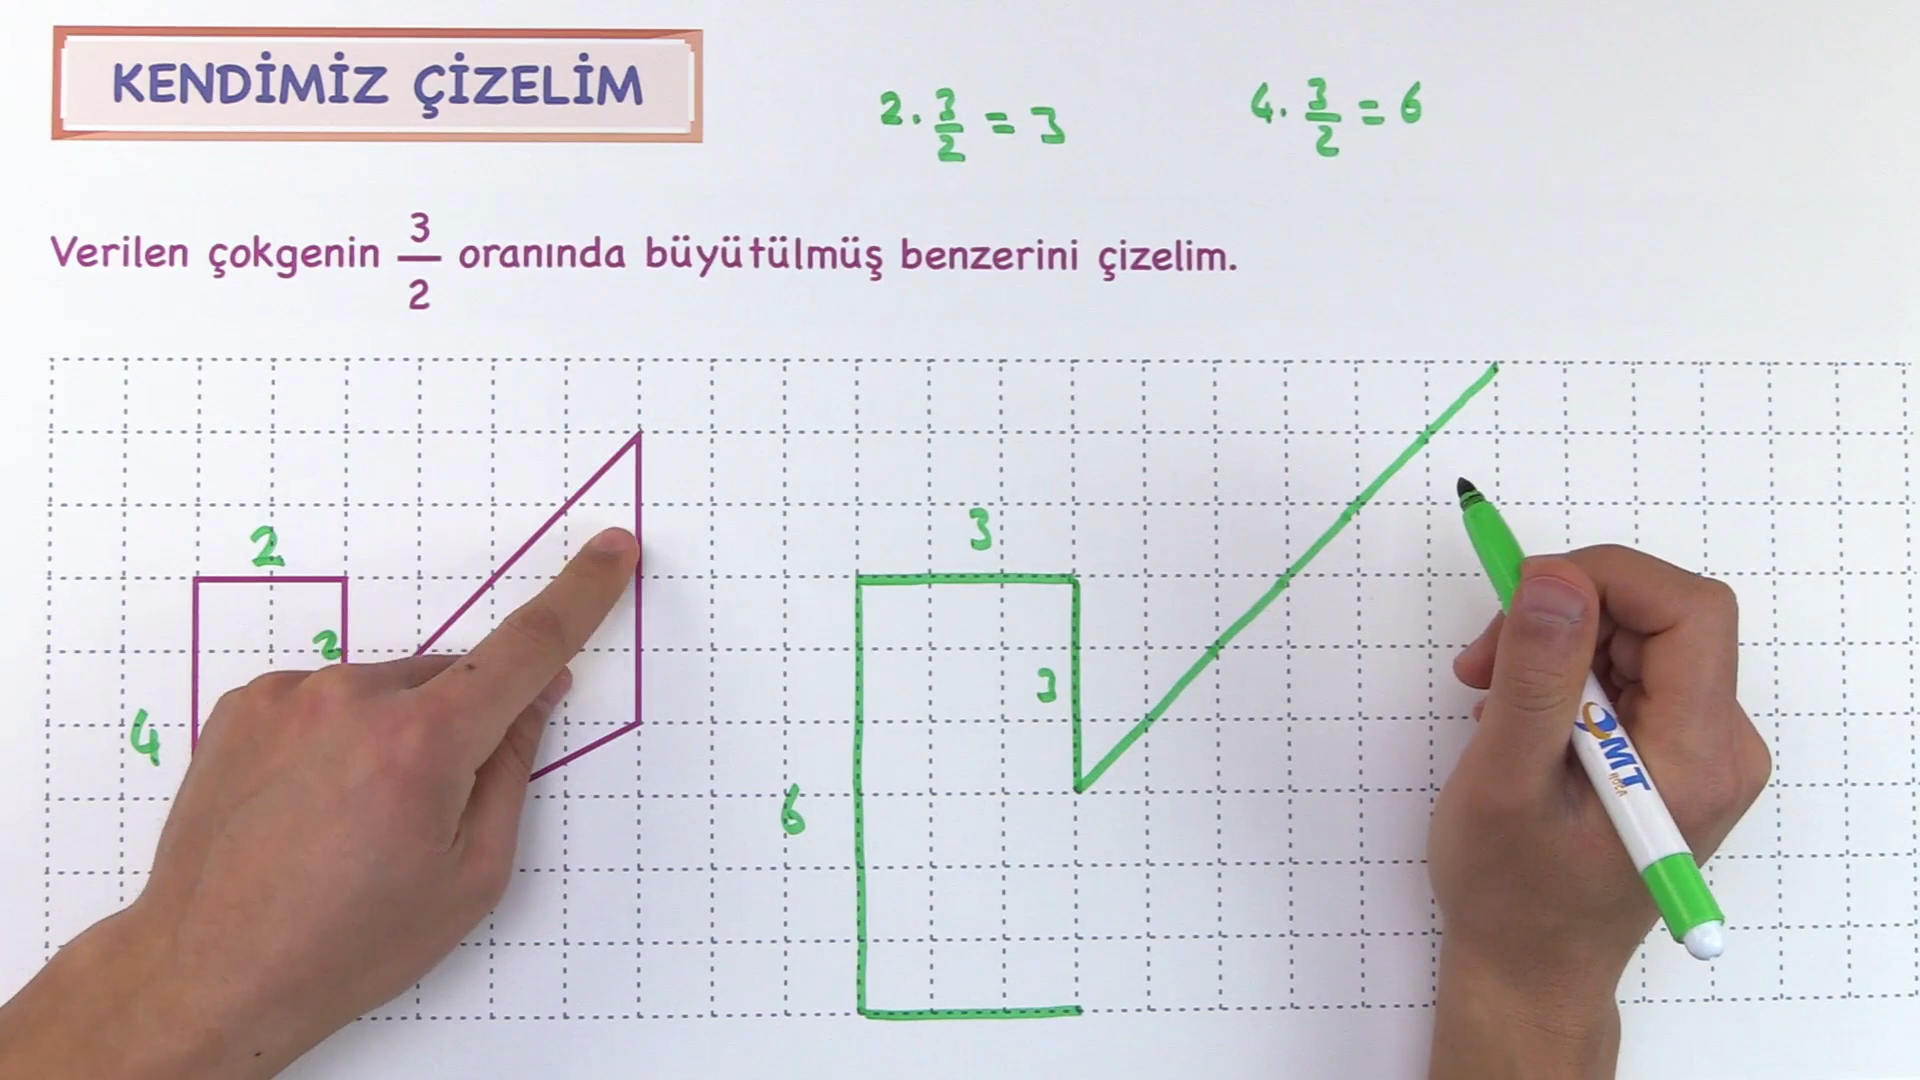 KENDİMİZ ÇİZELİM
2. 3/2 = 3
4. 3/2 = 6
Verilen çokgenin 3/2 oranında büyütülmüş benzerini çizelim.
2
2
4
3
3
6